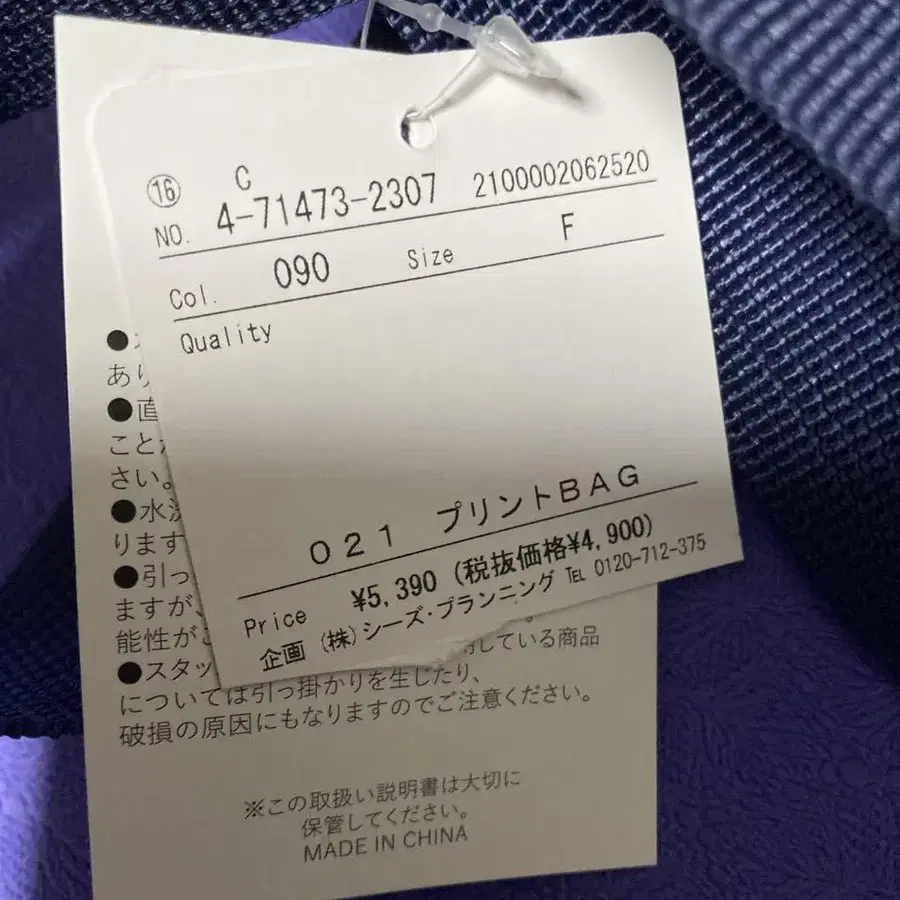 ⑯ C
NO. 4-71473-2307 2100002062520
Col. 090 Size F
Quality
021 プリントBAG
Price ¥5,390 (税抜価格¥4,900)
企画 (株)シーズ・プランニング ℡ 0120-712-375
●
あり
●直
ことが
さい。
●水
ります
●引っ
ますが、
能性がご
●スタッ
している商品
については引っ掛かりを生じたり、
破損の原因にもなりますのでご注意ください。
※この取扱い説明書は大切に
保管してください。
MADE IN CHINA